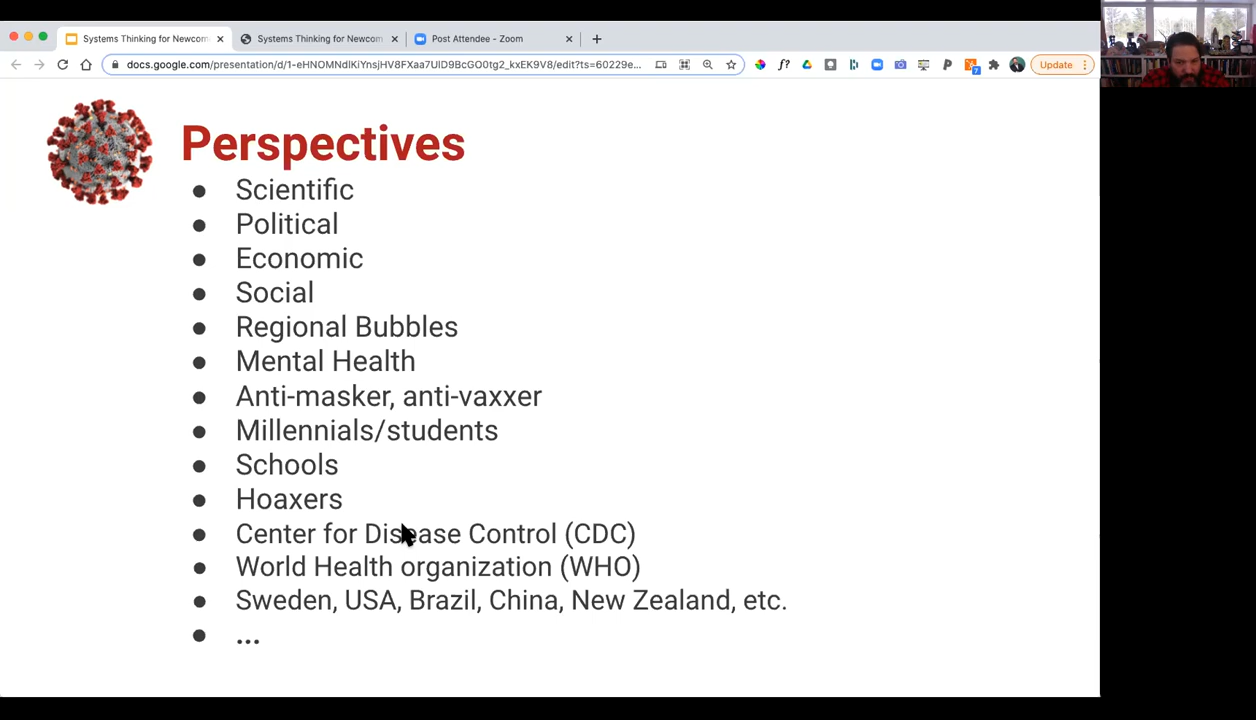 Systems Thinking for Newcom
Systems Thinking for Newcom
Post Attendee - Zoom
docs.google.com/presentation/d/1-eHNOMNdlKiYnsjHV8FXaa7UlD9BcGO0tg2_kxEK9V8/edit?ts=60229e...
f?
P
7
Update
Perspectives
● Scientific
● Political
● Economic
● Social
● Regional Bubbles
● Mental Health
● Anti-masker, anti-vaxxer
● Millennials/students
● Schools
● Hoaxers
● Center for Disease Control (CDC)
● World Health organization (WHO)
● Sweden, USA, Brazil, China, New Zealand, etc.
● ...